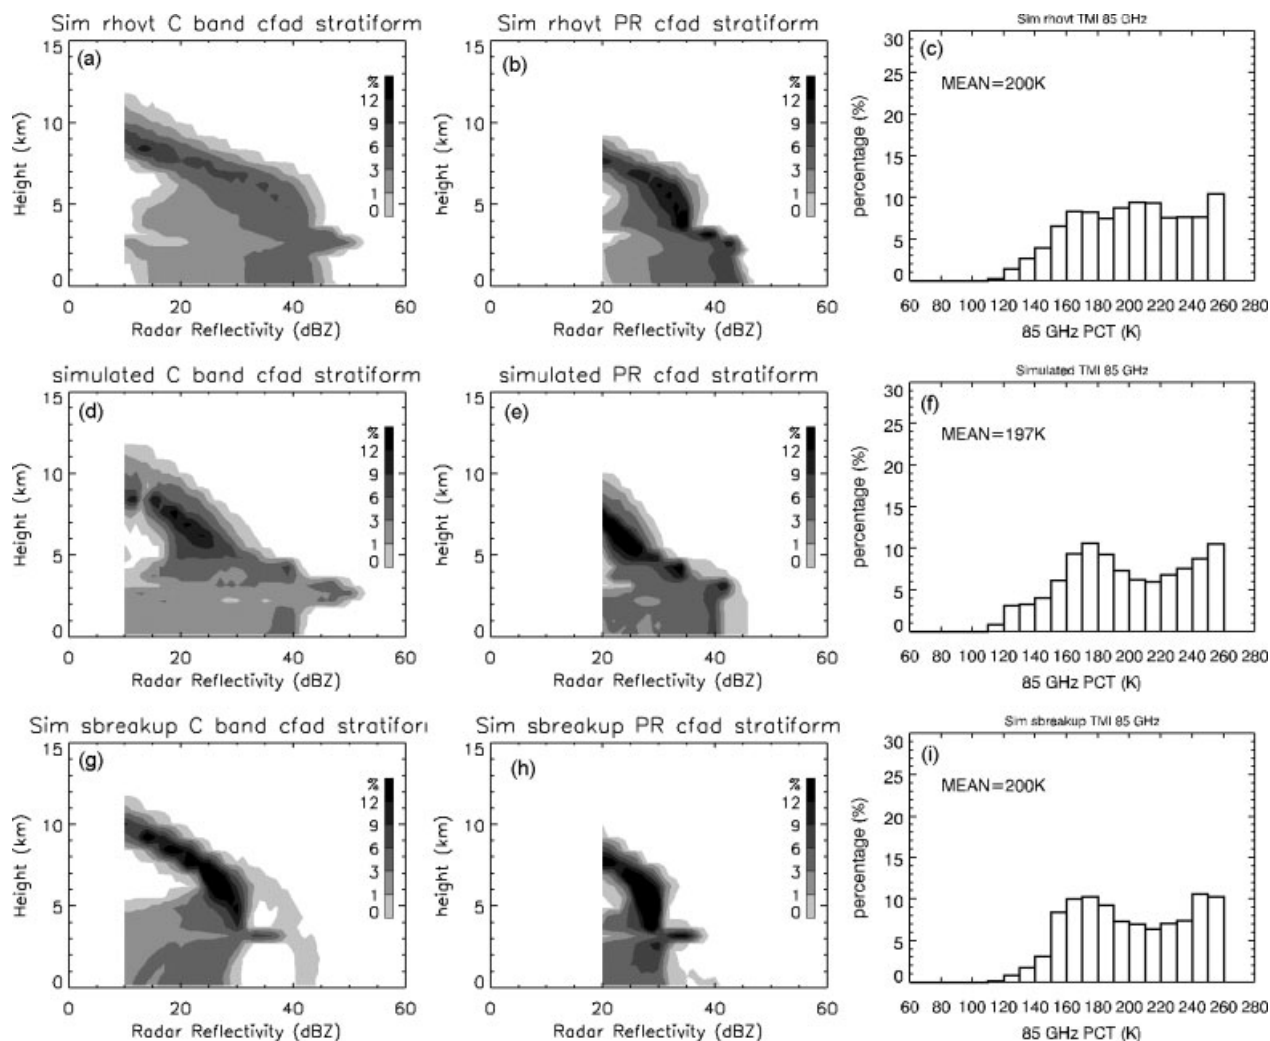 Sim rhovt C band cfad stratiform
(a)
15
10
5
0
Height (km)
%
12
9
6
3
1
0
0 20 40 60
Radar Reflectivity (dBZ)
Sim rhovt PR cfad stratiform
(b)
15
10
5
0
height (km)
%
12
9
6
3
1
0
0 20 40 60
Radar Reflectivity (dBZ)
Sim rhovt TMI 85 GHz
(c)
MEAN=200K
30
25
20
15
10
5
0
percentage (%)
60 80 100 120 140 160 180 200 220 240 260 280
85 GHz PCT (K)
simulated C band cfad stratiform
(d)
15
10
5
0
Height (km)
%
12
9
6
3
1
0
0 20 40 60
Radar Reflectivity (dBZ)
simulated PR cfad stratiform
(e)
15
10
5
0
height (km)
%
12
9
6
3
1
0
0 20 40 60
Radar Reflectivity (dBZ)
Simulated TMI 85 GHz
(f)
MEAN=197K
30
25
20
15
10
5
0
percentage (%)
60 80 100 120 140 160 180 200 220 240 260 280
85 GHz PCT (K)
Sim sbreakup C band cfad stratifor
(g)
15
10
5
0
Height (km)
%
12
9
6
3
1
0
0 20 40 60
Radar Reflectivity (dBZ)
Sim sbreakup PR cfad stratiform
(h)
15
10
5
0
height (km)
%
12
9
6
3
1
0
0 20 40 60
Radar Reflectivity (dBZ)
Sim sbreakup TMI 85 GHz
(i)
MEAN=200K
30
25
20
15
10
5
0
percentage (%)
60 80 100 120 140 160 180 200 220 240 260 280
85 GHz PCT (K)